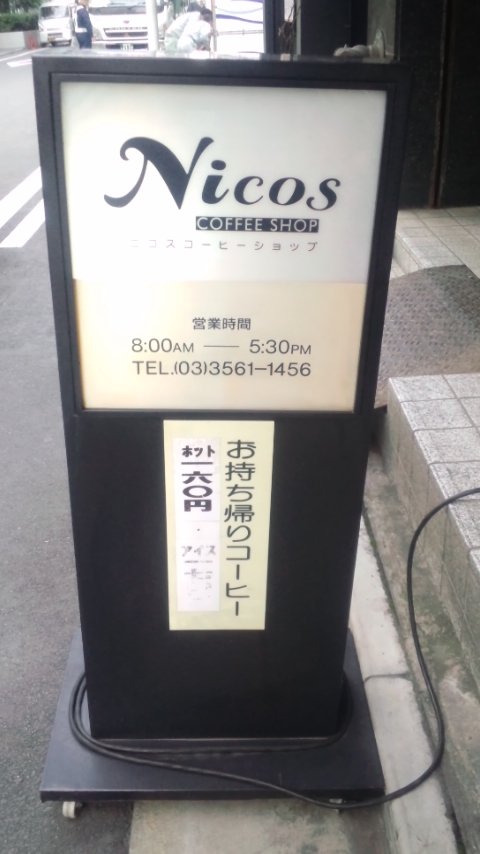 Nicos
COFFEE SHOP
ニコスコーヒーショップ
営業時間
8:00AM — 5:30PM
TEL.(03)3561-1456
お持ち帰りコーヒー
ホット
一六〇円
アイス